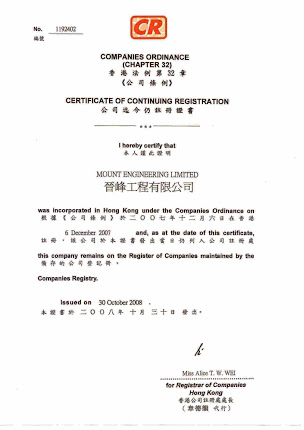 CR
No. 1192402
編號
COMPANIES ORDINANCE
(CHAPTER 32)
香港法例第32章
《公司條例》
CERTIFICATE OF CONTINUING REGISTRATION
公司迄今仍註冊證書
***
I hereby certify that
本人謹此證明
MOUNT ENGINEERING LIMITED
晉峰工程有限公司
was incorporated in Hong Kong under the Companies Ordinance on
根據《公司條例》於二〇〇七年十二月六日在香港
6 December 2007 and, as at the date of this certificate,
註冊，該公司於本證書發出當日仍列入公司註冊處
this company remains on the Register of Companies maintained by the
備存的公司登記冊。
Companies Registry.
Issued on 30 October 2008 .
本證書於二〇〇八年十月三十日發出。
Miss Alice T. W. WEI
for Registrar of Companies
Hong Kong
香港公司註冊處處長
代行)